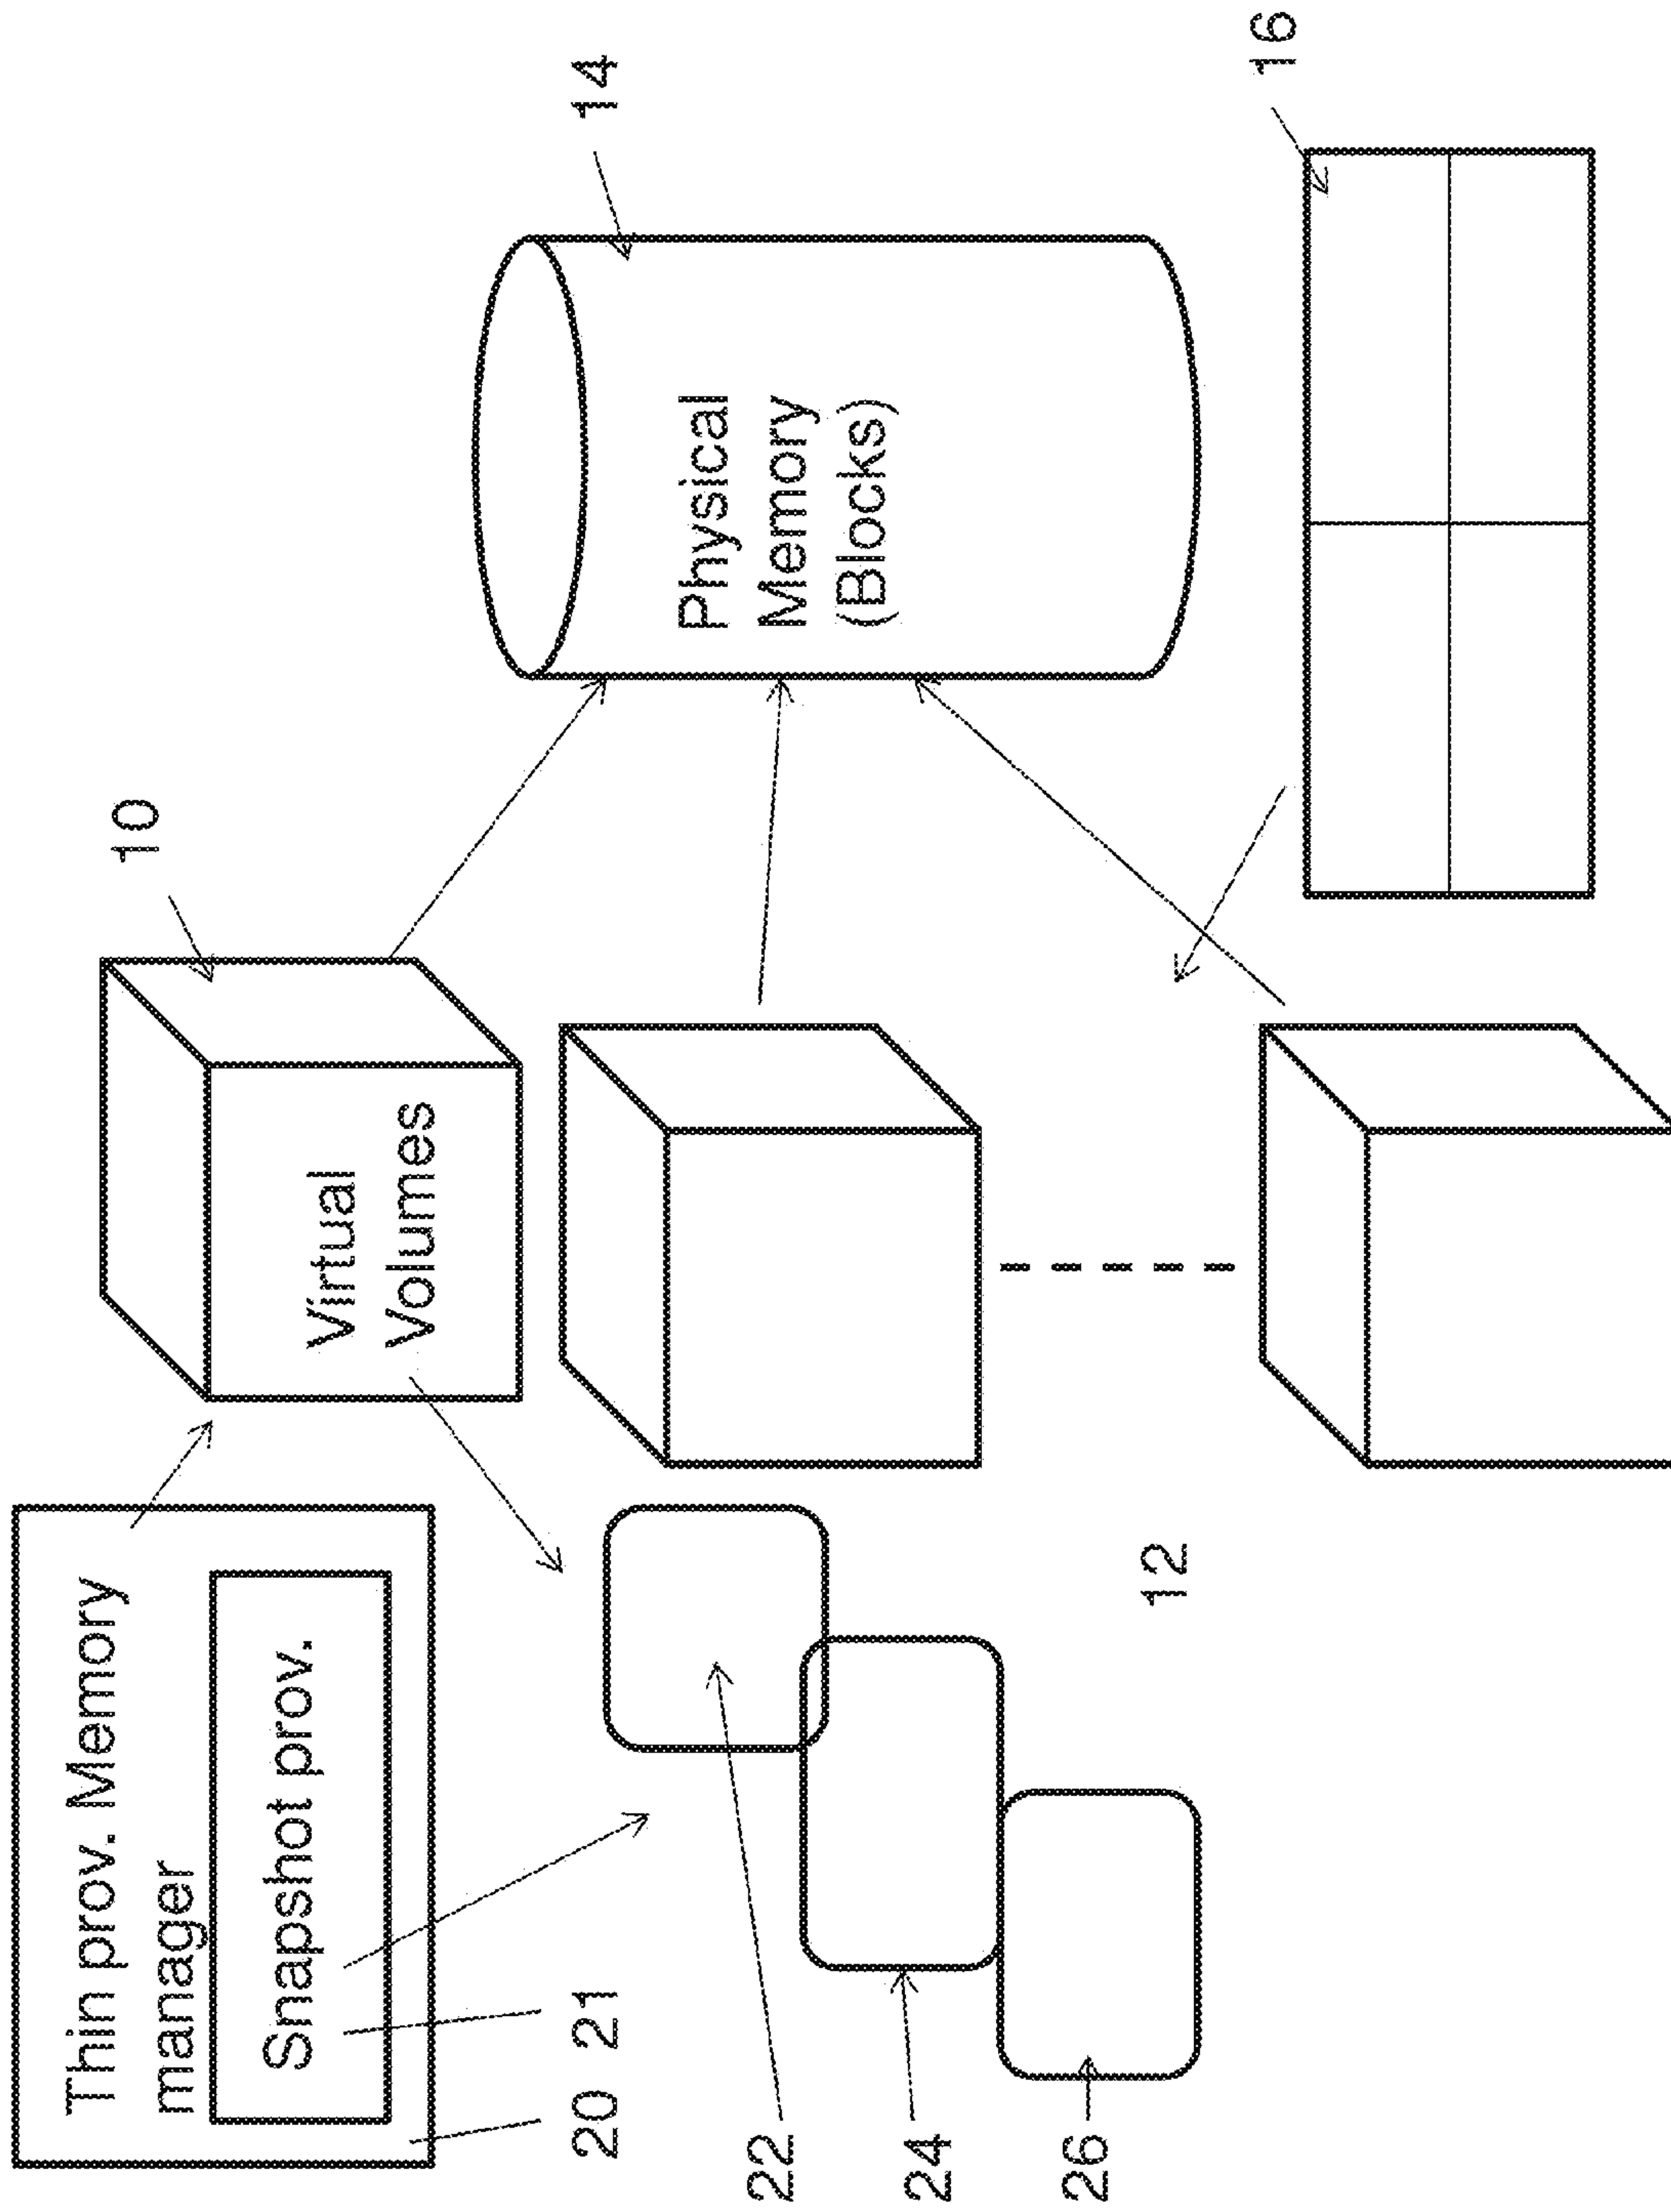 Thin prov. Memory
manager
Snapshot prov.
20
21
22
24
26
12
Virtual
Volumes
10
Physical
Memory
(Blocks)
14
16